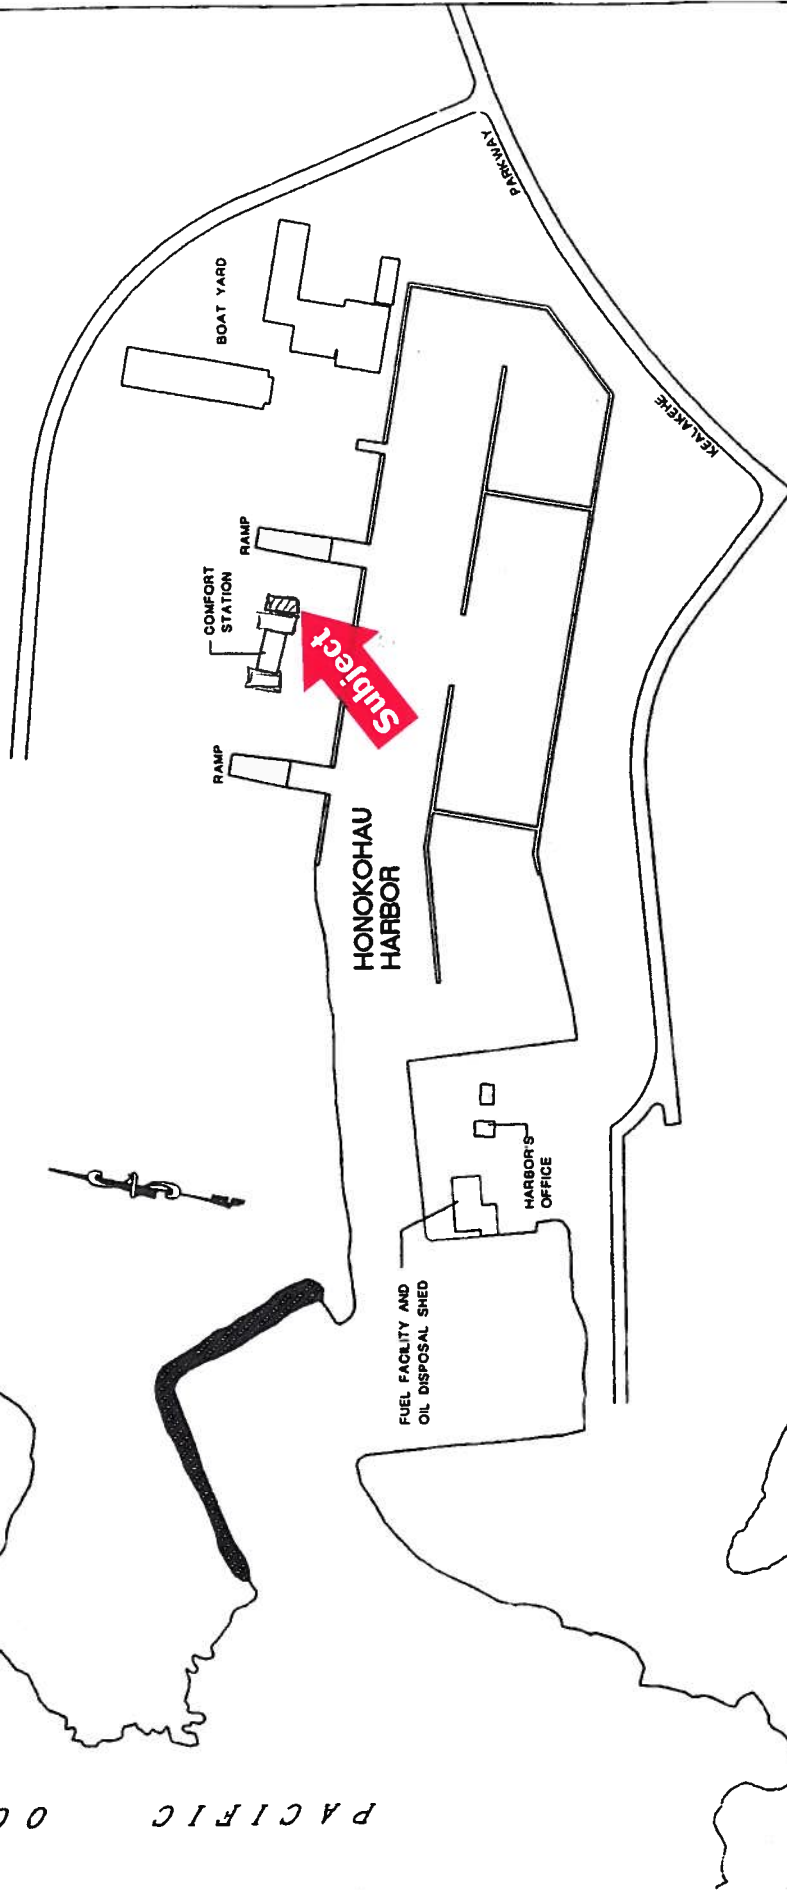 PARKWAY
KEALAKEHE
BOAT YARD
RAMP
COMFORT
STATION
Subject
RAMP
HONOKOHAU
HARBOR
HARBOR'S
OFFICE
FUEL FACILITY AND
OIL DISPOSAL SHED
PACIFIC